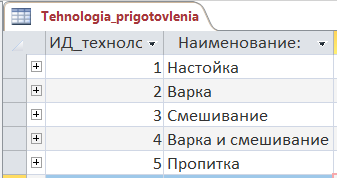 Tehnologia_prigotovlenia
ИД_технолс Наименование:
1 Настойка
2 Варка
3 Смешивание
4 Варка и смешивание
5 Пропитка